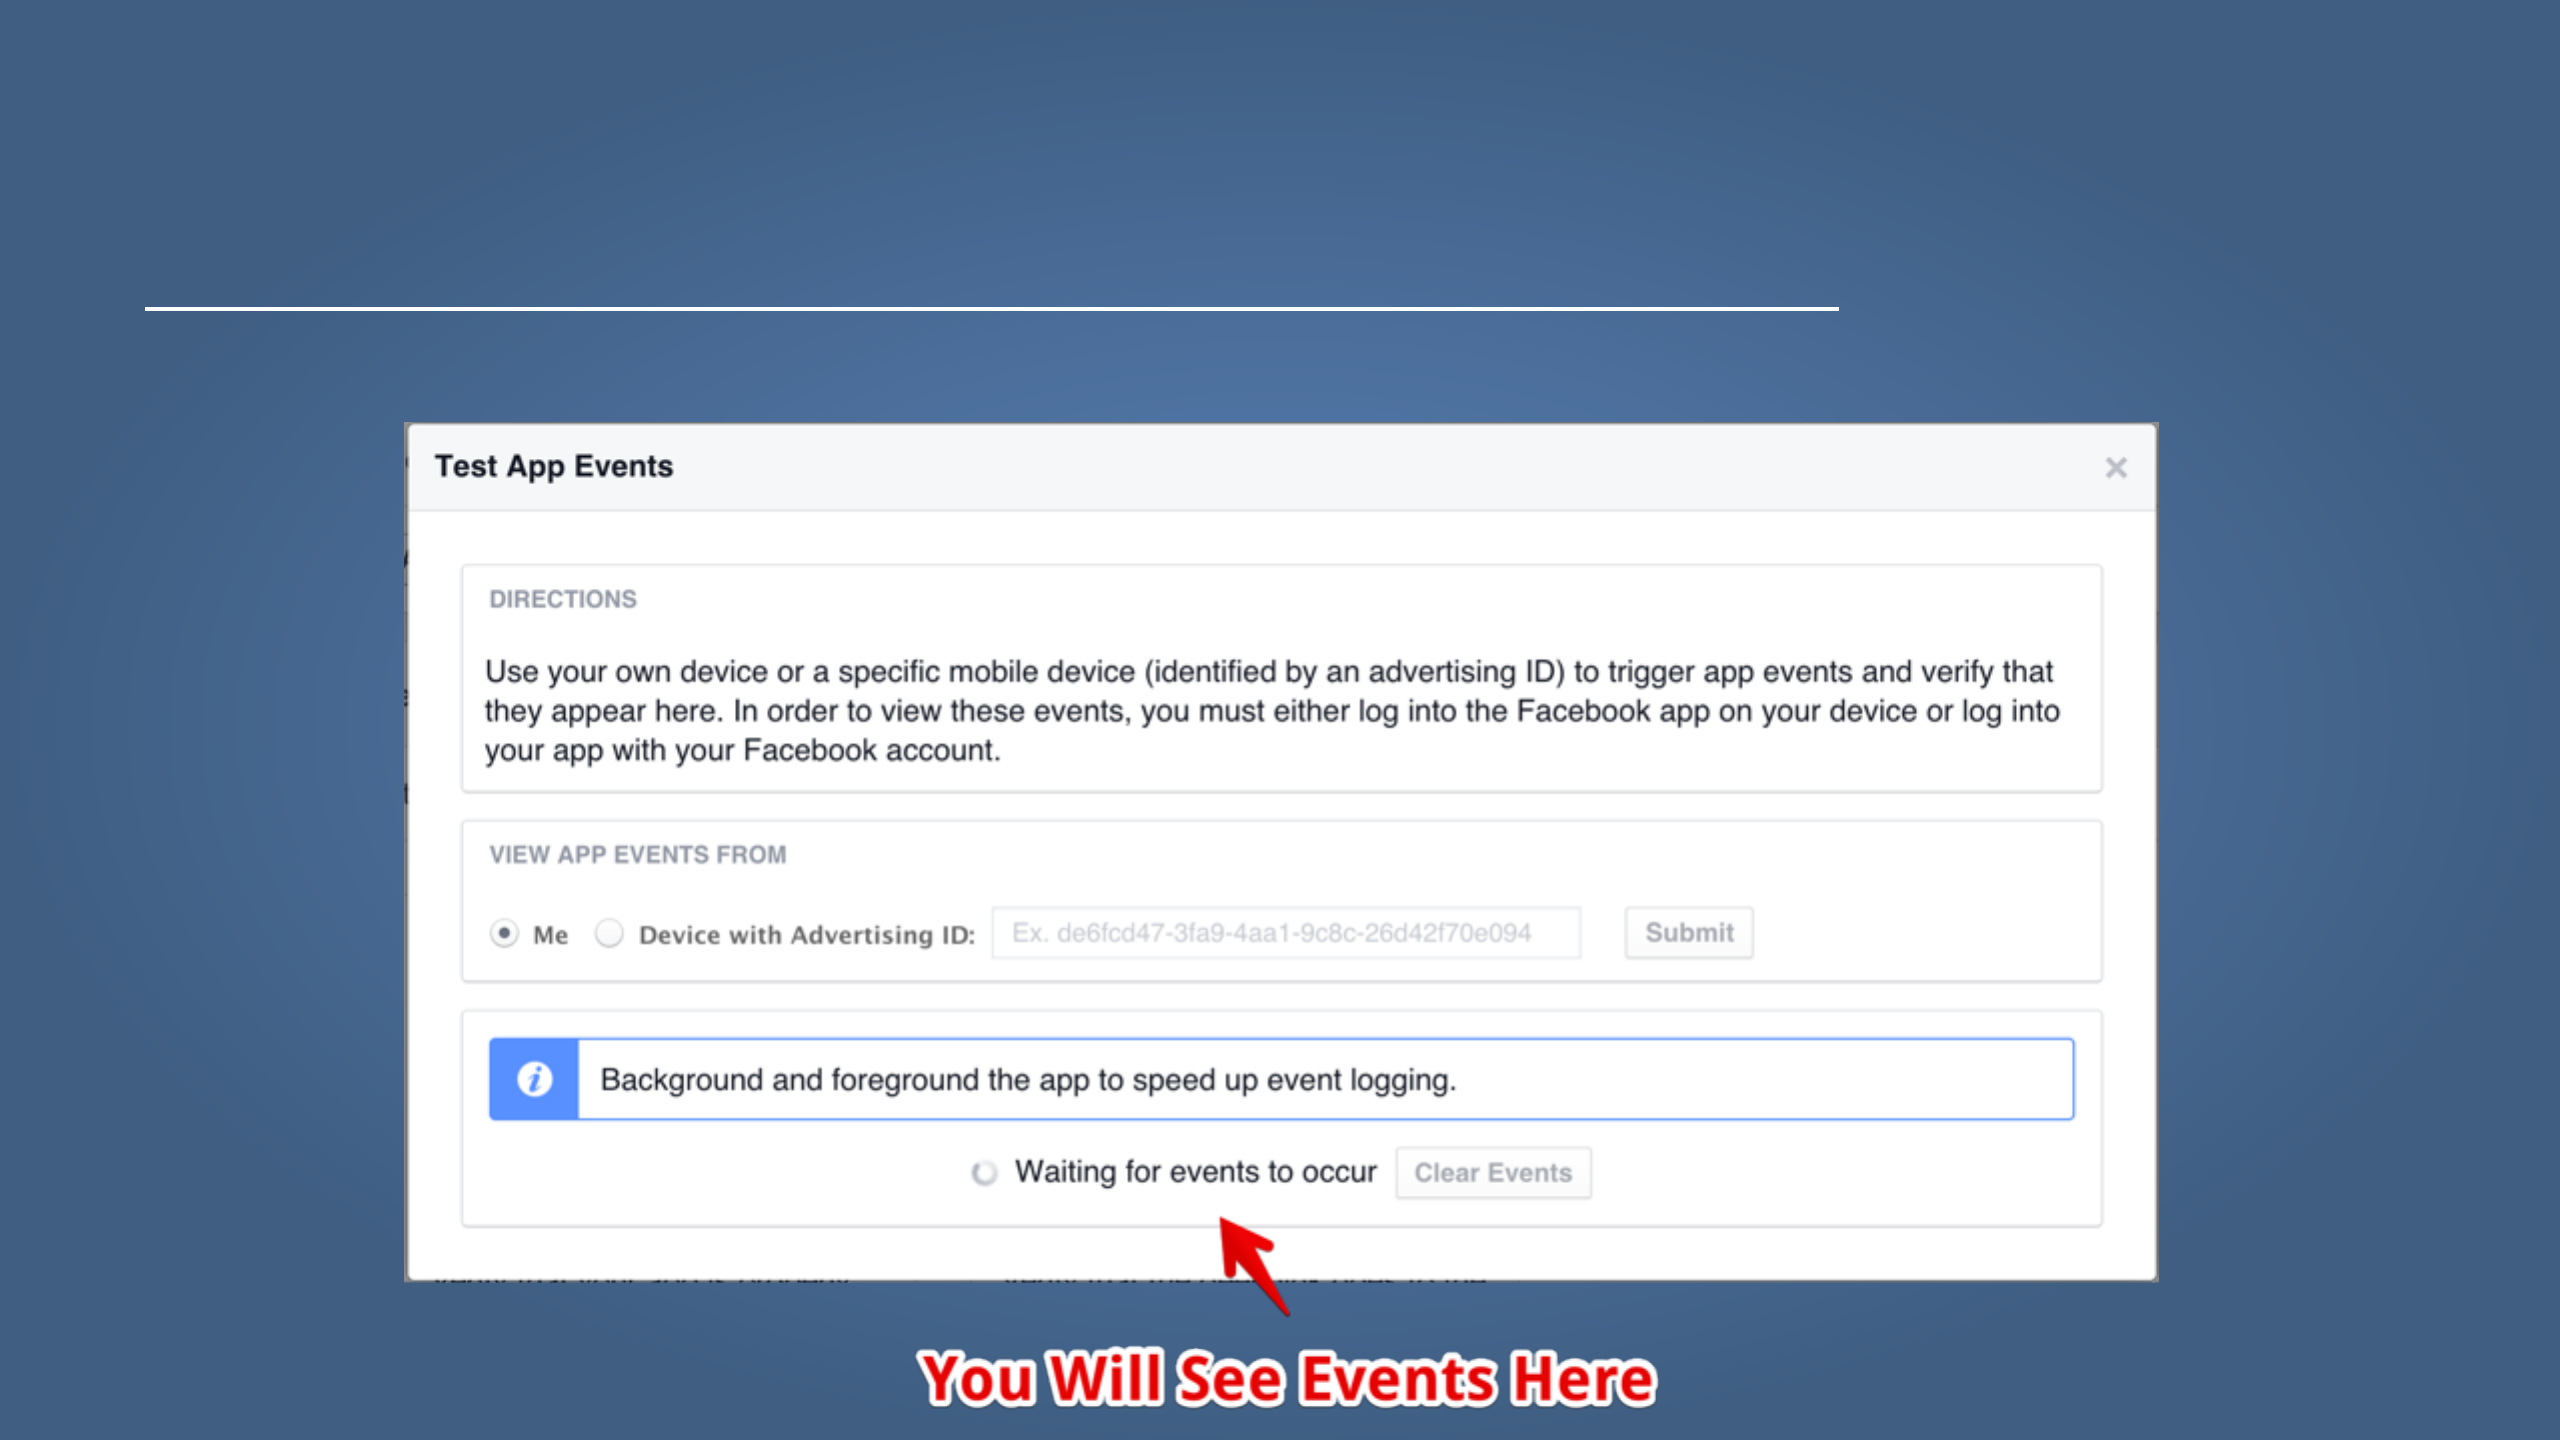 Test App Events
DIRECTIONS
Use your own device or a specific mobile device (identified by an advertising ID) to trigger app events and verify that
they appear here. In order to view these events, you must either log into the Facebook app on your device or log into
your app with your Facebook account.
VIEW APP EVENTS FROM
Me Device with Advertising ID: Ex. de6fcd47-3fa9-4aa1-9c8c-26d42f70e094 Submit
Background and foreground the app to speed up event logging.
Waiting for events to occur Clear Events
You Will See Events Here